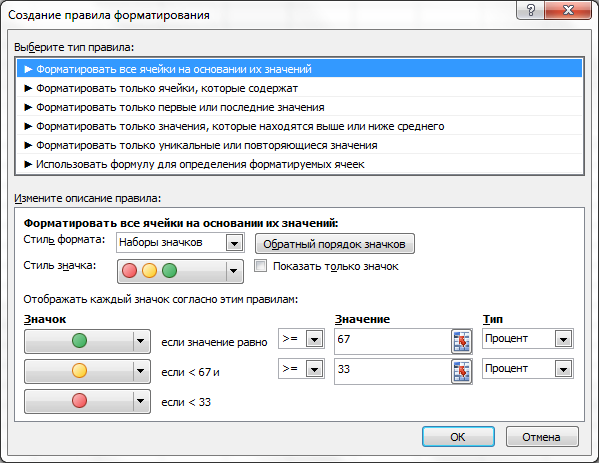 Создание правила форматирования
Выберите тип правила:
► Форматировать все ячейки на основании их значений
► Форматировать только ячейки, которые содержат
► Форматировать только первые или последние значения
► Форматировать только значения, которые находятся выше или ниже среднего
► Форматировать только уникальные или повторяющиеся значения
► Использовать формулу для определения форматируемых ячеек
Измените описание правила:
Форматировать все ячейки на основании их значений:
Стиль формата: Наборы значков Обратный порядок значков
Стиль значка: Показать только значок
Отображать каждый значок согласно этим правилам:
Значок Значение Тип
если значение равно >= 67 Процент
если < 67 и >= 33 Процент
если < 33
OK Отмена